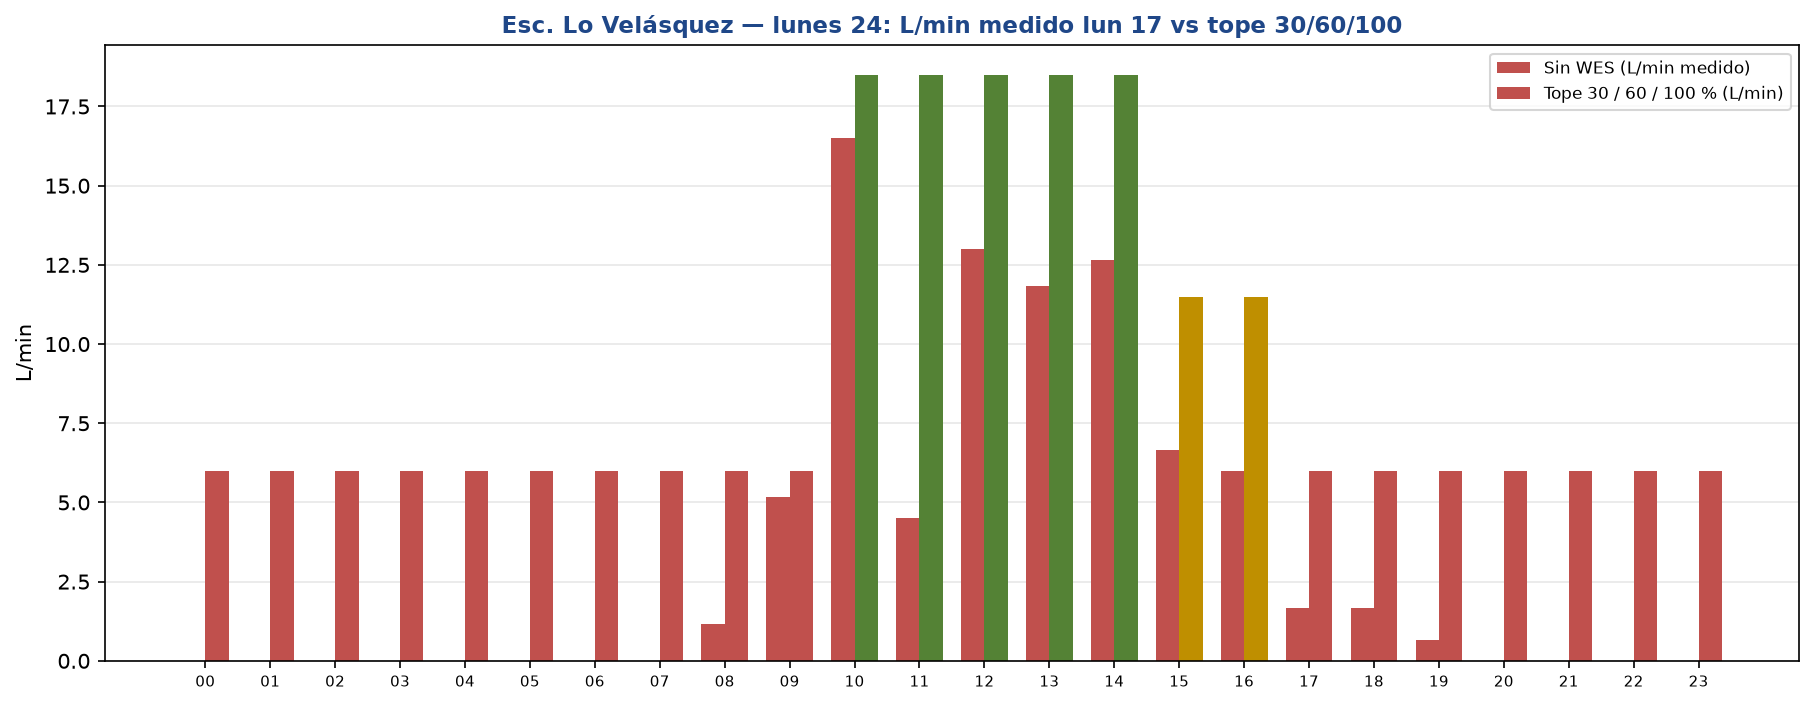 Esc. Lo Velásquez — lunes 24: L/min medido lun 17 vs tope 30/60/100
Sin WES (L/min medido)
Tope 30 / 60 / 100 % (L/min)
L/min
17.5
15.0
12.5
10.0
7.5
5.0
2.5
0.0
00 01 02 03 04 05 06 07 08 09 10 11 12 13 14 15 16 17 18 19 20 21 22 23